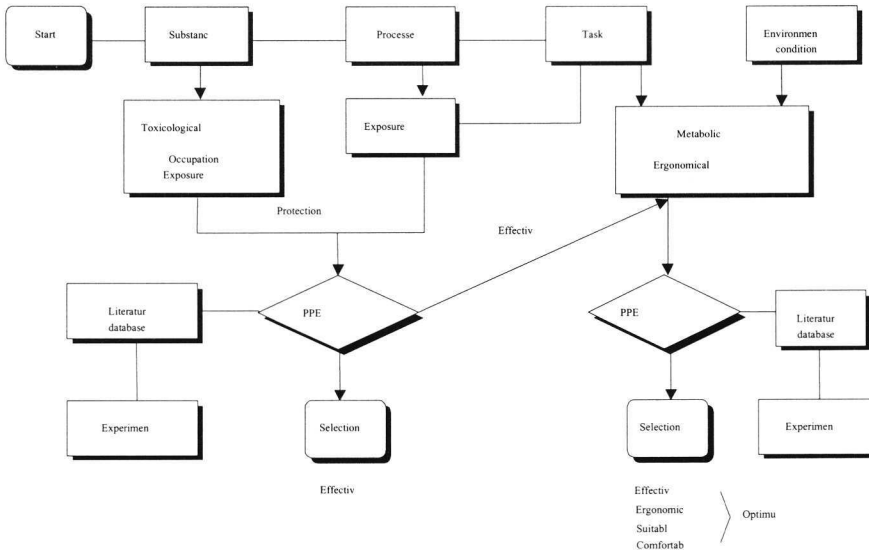 Start
Substanc
Processe
Task
Environmen
condition
Toxicological
Occupation
Exposure
Exposure
Metabolic
Ergonomical
Protection
Effectiv
Literatur
database
PPE
PPE
Literatur
database
Experimen
Selection
Selection
Experimen
Effectiv
Effectiv
Ergonomic
Suitabl
Comfortab
Optimu